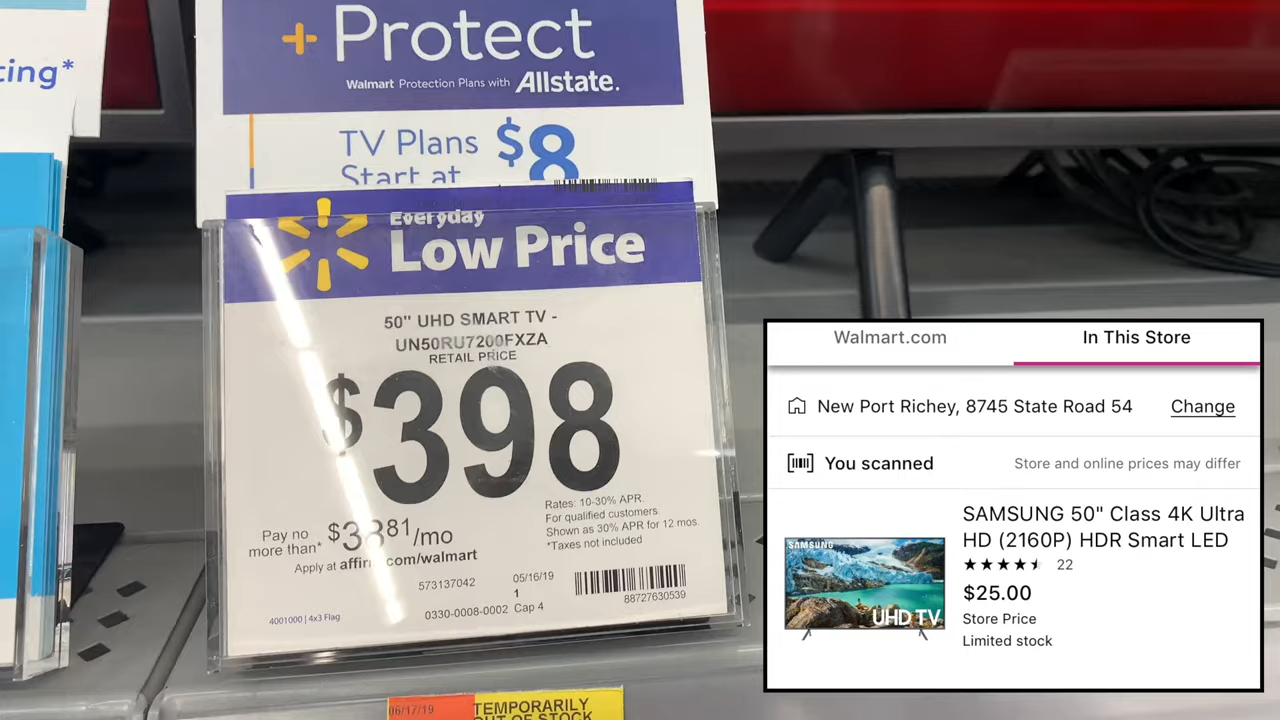 ting*
+ Protect
Walmart Protection Plans with Allstate.
TV Plans $8
Start at
Everyday
Low Price
50" UHD SMART TV -
UN50RU7200FXZA
RETAIL PRICE
$398
Rates: 10-30% APR.
For qualified customers.
Shown as 30% APR for 12 mos.
*Taxes not included
Pay no
more than* $38 81/mo
Apply at affirm.com/walmart
573137042
05/16/19
1
0330-0008-0002 Cap 4
88727630539
4001000 | 4x3 Flag
06/17/19
TEMPORARILY
OUT OF STOCK
Walmart.com
In This Store
New Port Richey, 8745 State Road 54
Change
You scanned
Store and online prices may differ
SAMSUNG 50" Class 4K Ultra
HD (2160P) HDR Smart LED
22
$25.00
Store Price
Limited stock
SAMSUNG
UHD TV